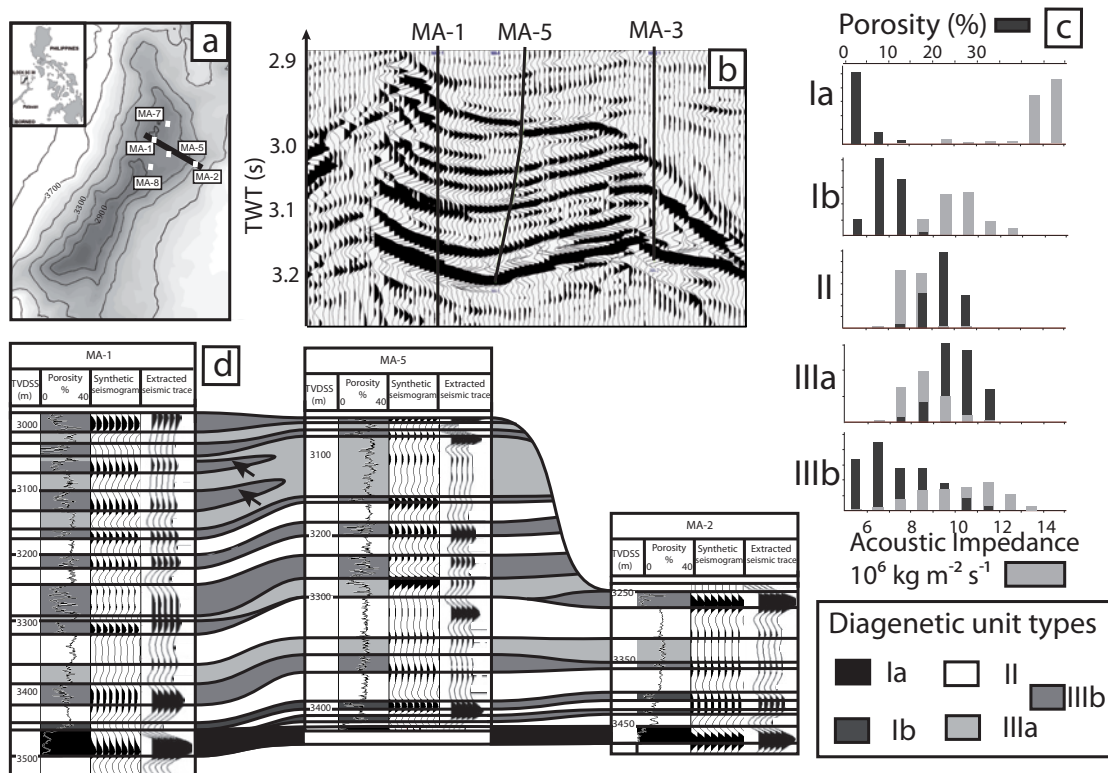 a
PHILIPPINES
BORNEO
MA-7
MA-1
MA-5
MA-8
MA-2
3700
3300
2900
b
MA-1 MA-5 MA-3
TWT (s)
2.9
3.0
3.1
3.2
c
Porosity (%)
0 10 20 30
Ia
Ib
II
IIIa
IIIb
6 8 10 12 14
Acoustic Impedance
10⁶ kg m⁻² s⁻¹
d
MA-1
TVDSS (m)
Porosity %
0 40
Synthetic seismogram
Extracted seismic trace
3000
3100
3200
3300
3400
3500
MA-5
TVDSS (m)
Porosity %
0 40
Synthetic seismogram
Extracted seismic trace
3100
3200
3300
3400
MA-2
TVDSS (m)
Porosity %
0 40
Synthetic seismogram
Extracted seismic trace
3250
3350
3450
Diagenetic unit types
Ia
II
IIIb
Ib
IIIa